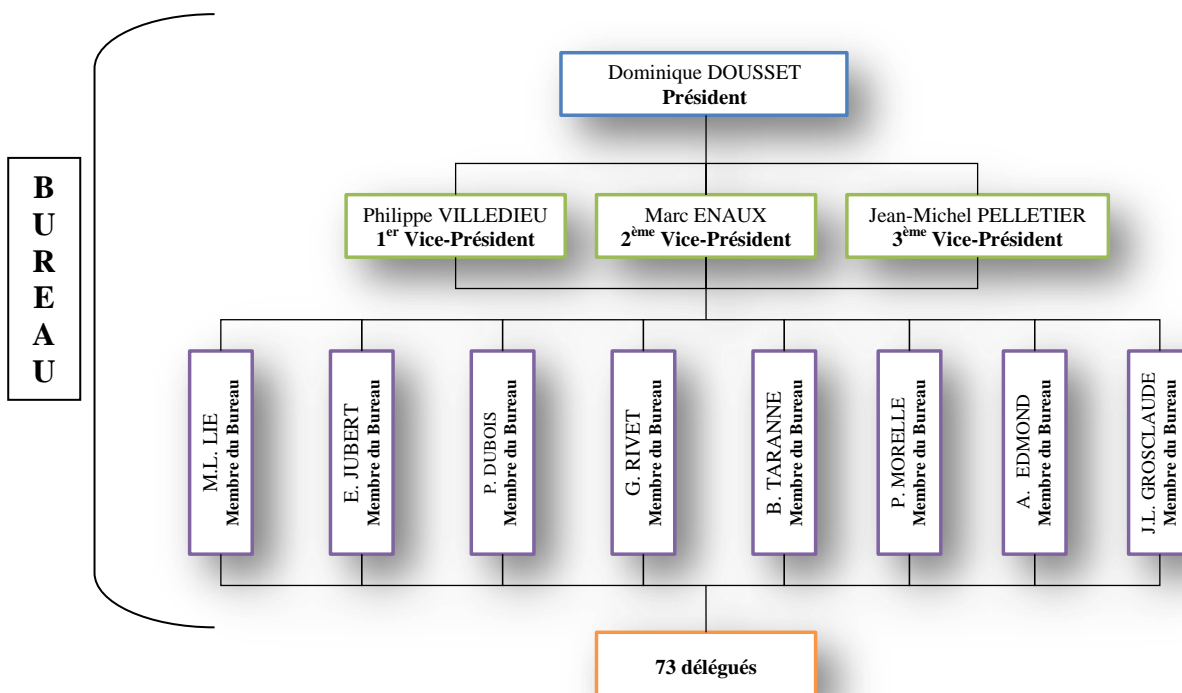 Dominique DOUSSET
Président
B
U
R
E
A
U
Philippe VILLEDIEU
1er Vice-Président
Marc ENAUX
2ème Vice-Président
Jean-Michel PELLETIER
3ème Vice-Président
M.L. LIE
Membre du Bureau
E. JUBERT
Membre du Bureau
P. DUBOIS
Membre du Bureau
G. RIVET
Membre du Bureau
B. TARANNE
Membre du Bureau
P. MORELLE
Membre du Bureau
A. EDMOND
Membre du Bureau
J.L. GROSCLAUDE
Membre du Bureau
73 délégués